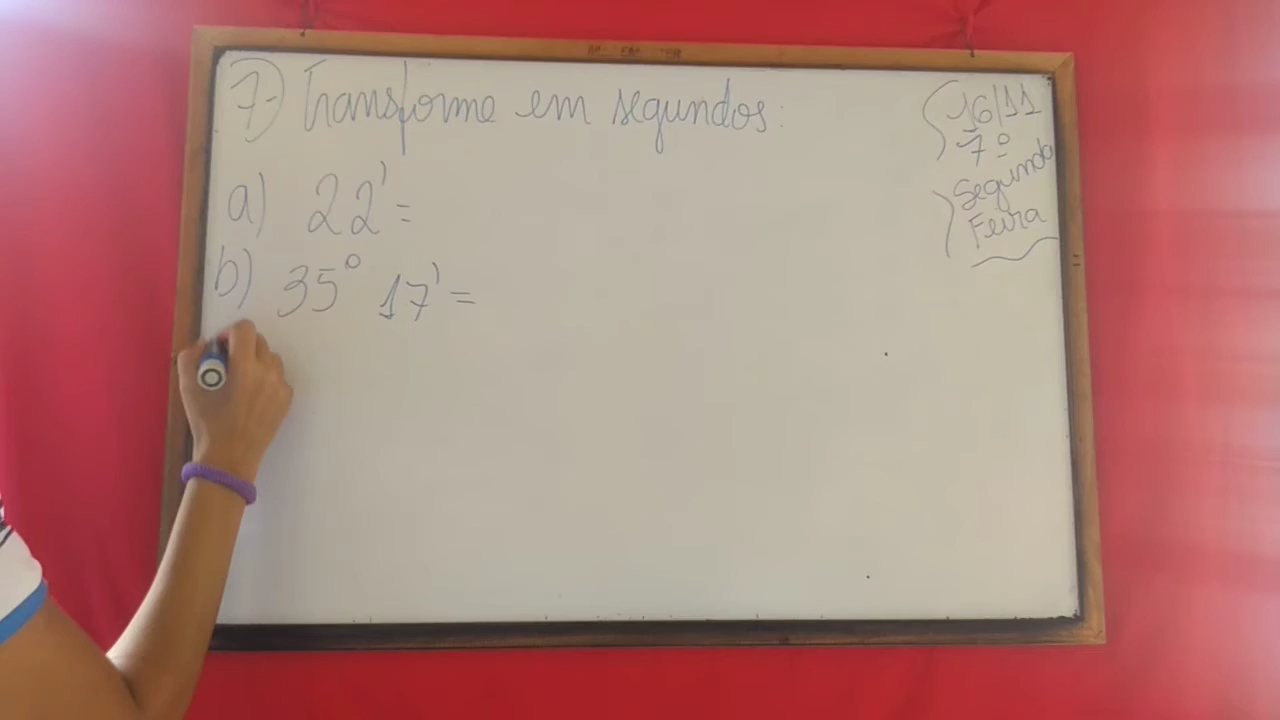 7-) Transforme em segundos:
a) 22' =
b) 35° 17' =
16/11
7º
Segunda
Feira